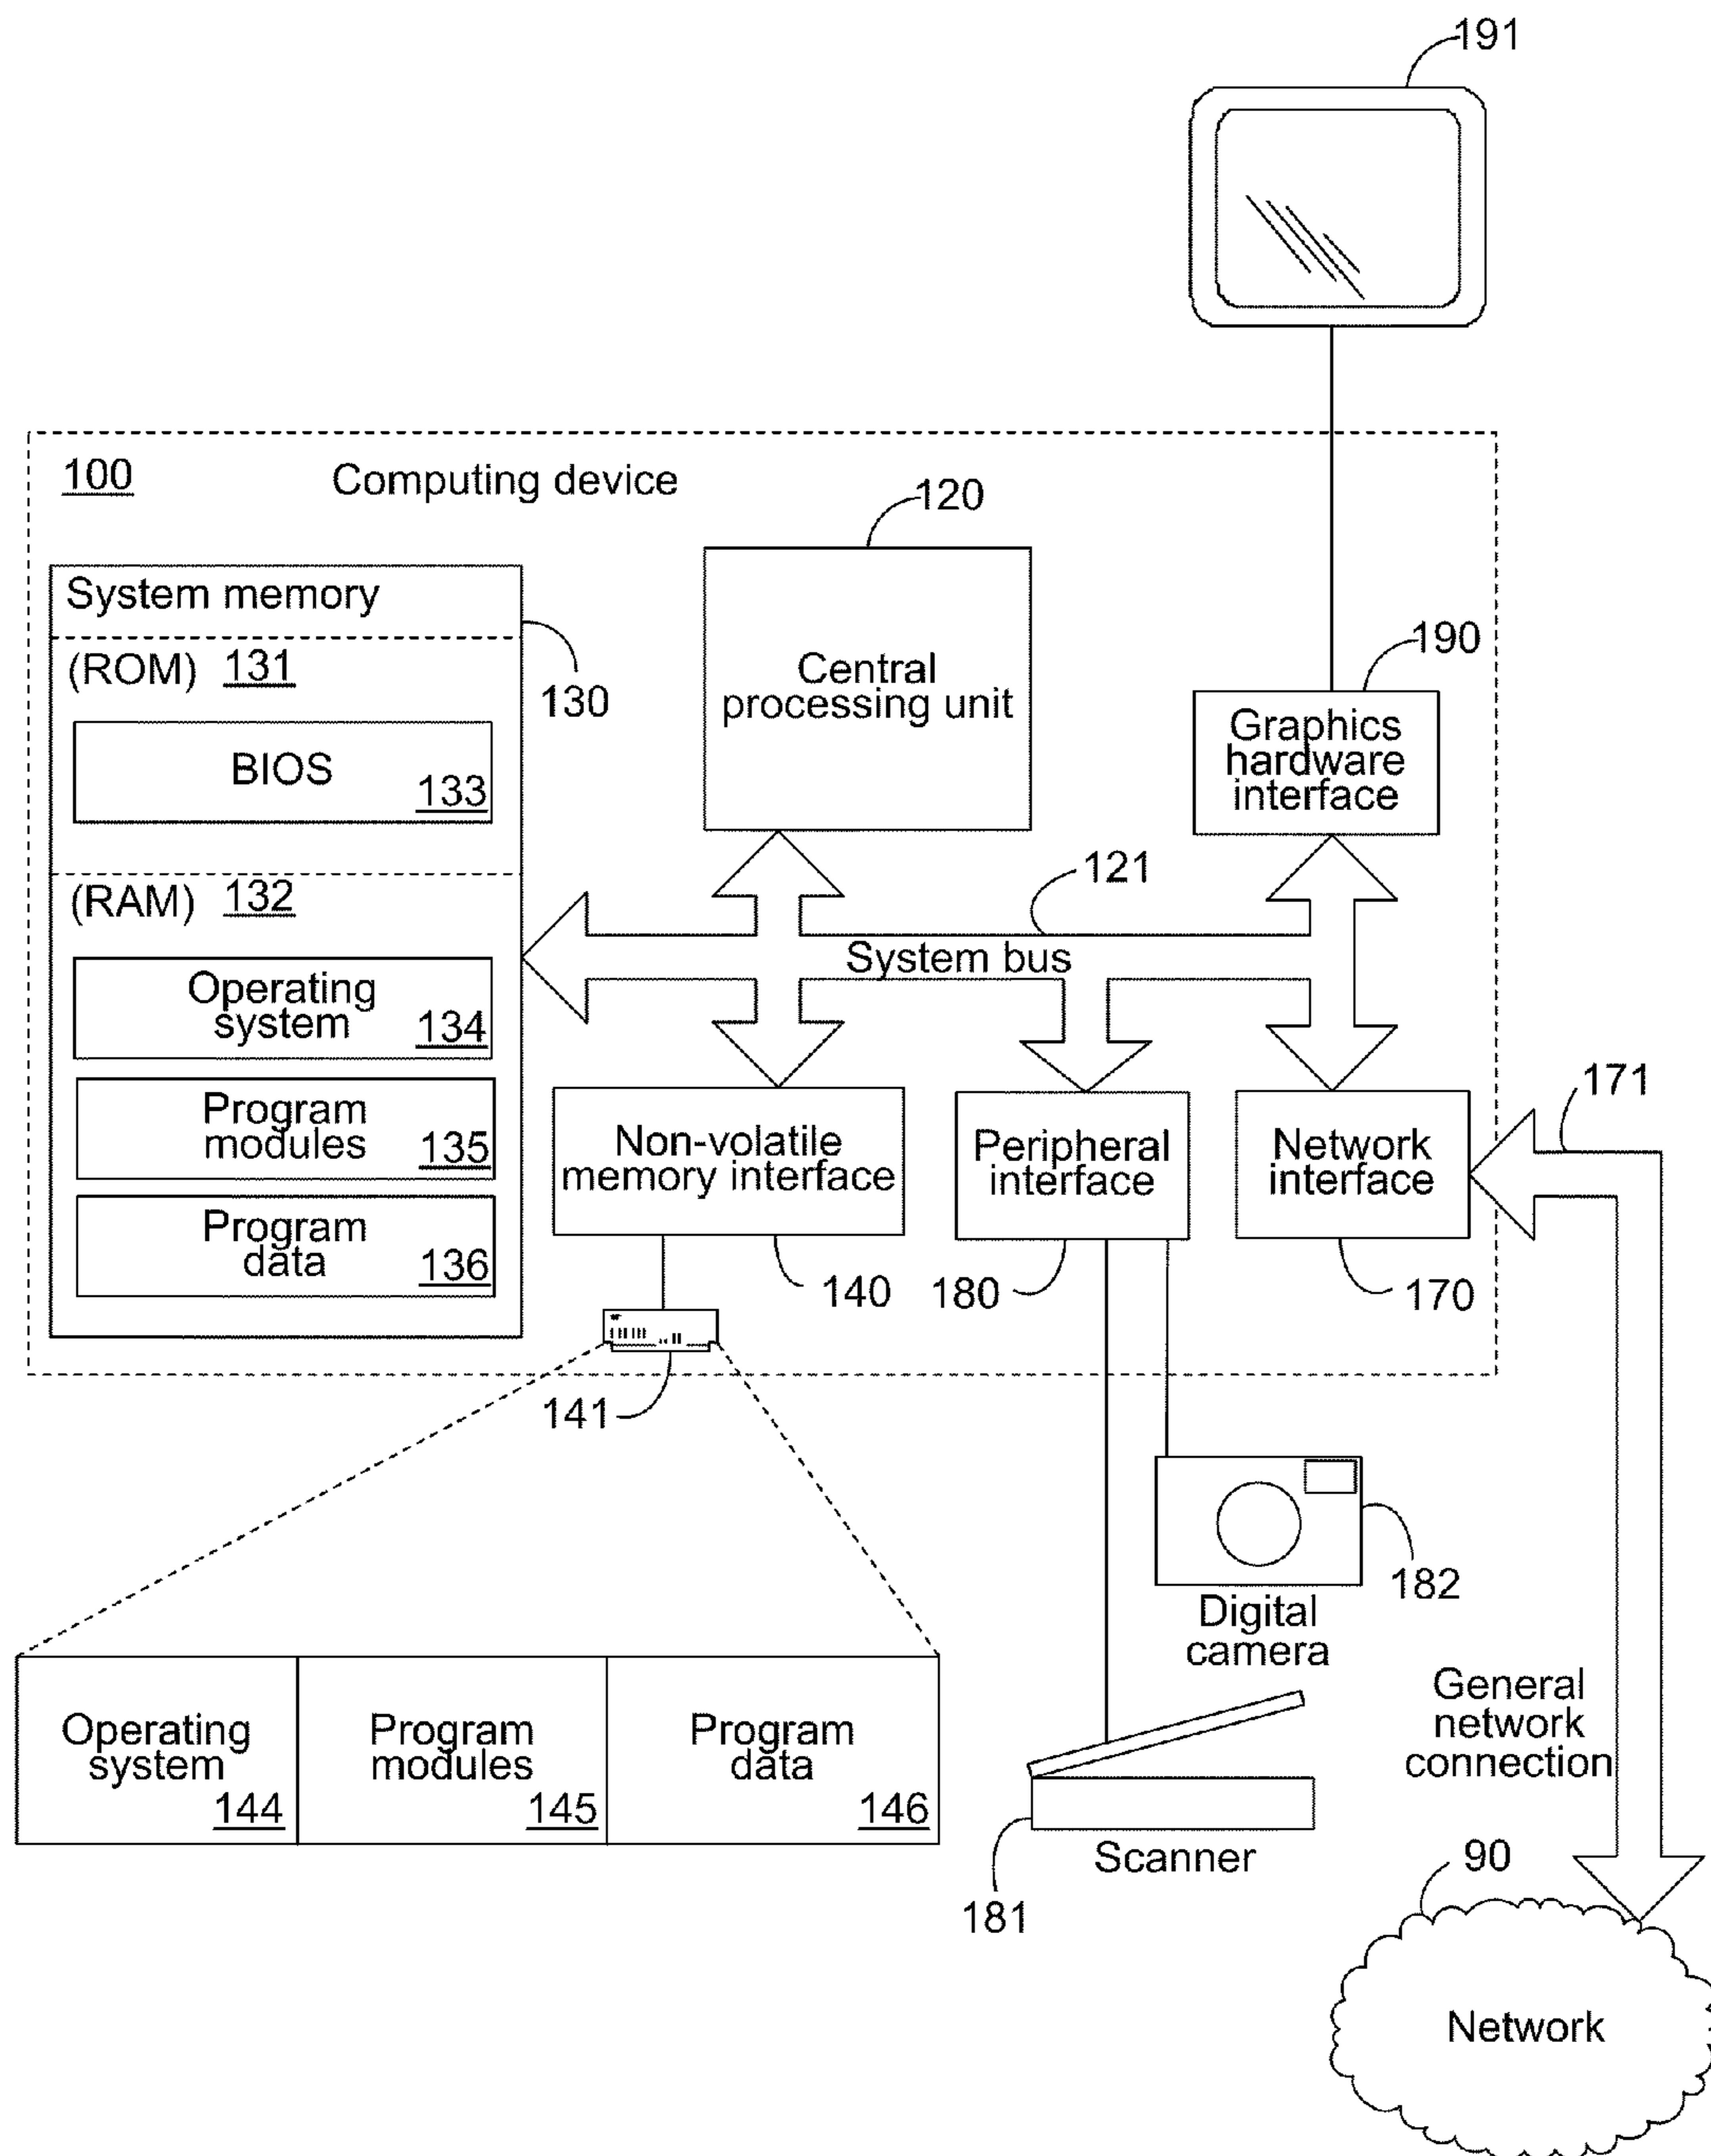 191
100
Computing device
120
System memory
(ROM) 131
130
BIOS
133
Central
processing unit
190
Graphics
hardware
interface
(RAM) 132
121
System bus
Operating
system
134
Program
modules
135
Program
data
136
Non-volatile
memory interface
140
Peripheral
interface
180
Network
interface
170
171
141
182
Digital
camera
Operating
system
144
Program
modules
145
Program
data
146
Scanner
181
General
network
connection
90
Network